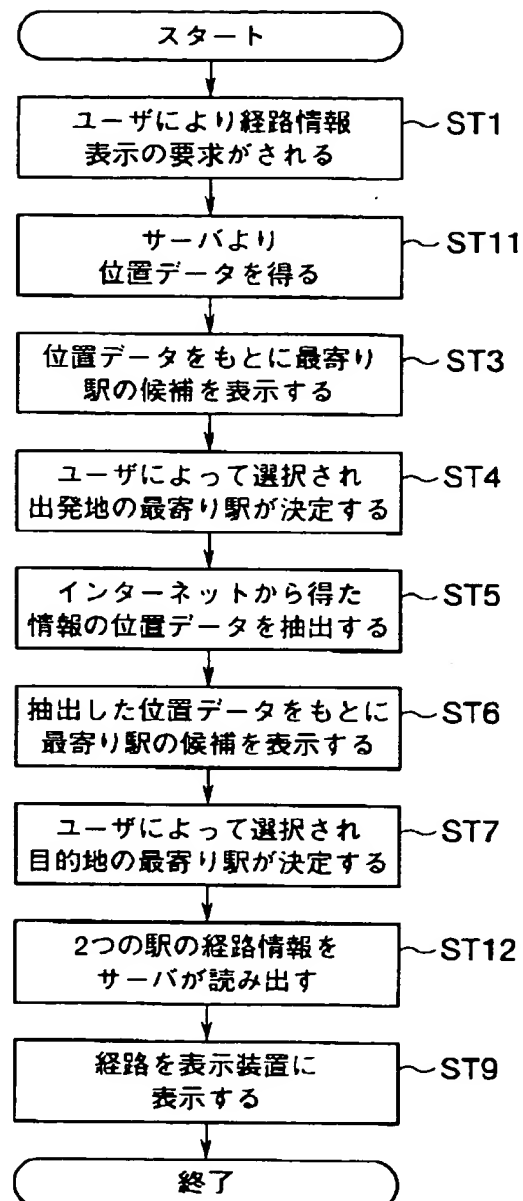 スタート
ユーザにより経路情報
表示の要求がされる
ST1
サーバより
位置データを得る
ST11
位置データをもとに最寄り
駅の候補を表示する
ST3
ユーザによって選択され
出発地の最寄り駅が決定する
ST4
インターネットから得た
情報の位置データを抽出する
ST5
抽出した位置データをもとに
最寄り駅の候補を表示する
ST6
ユーザによって選択され
目的地の最寄り駅が決定する
ST7
2つの駅の経路情報を
サーバが読み出す
ST12
経路を表示装置に
表示する
ST9
終了